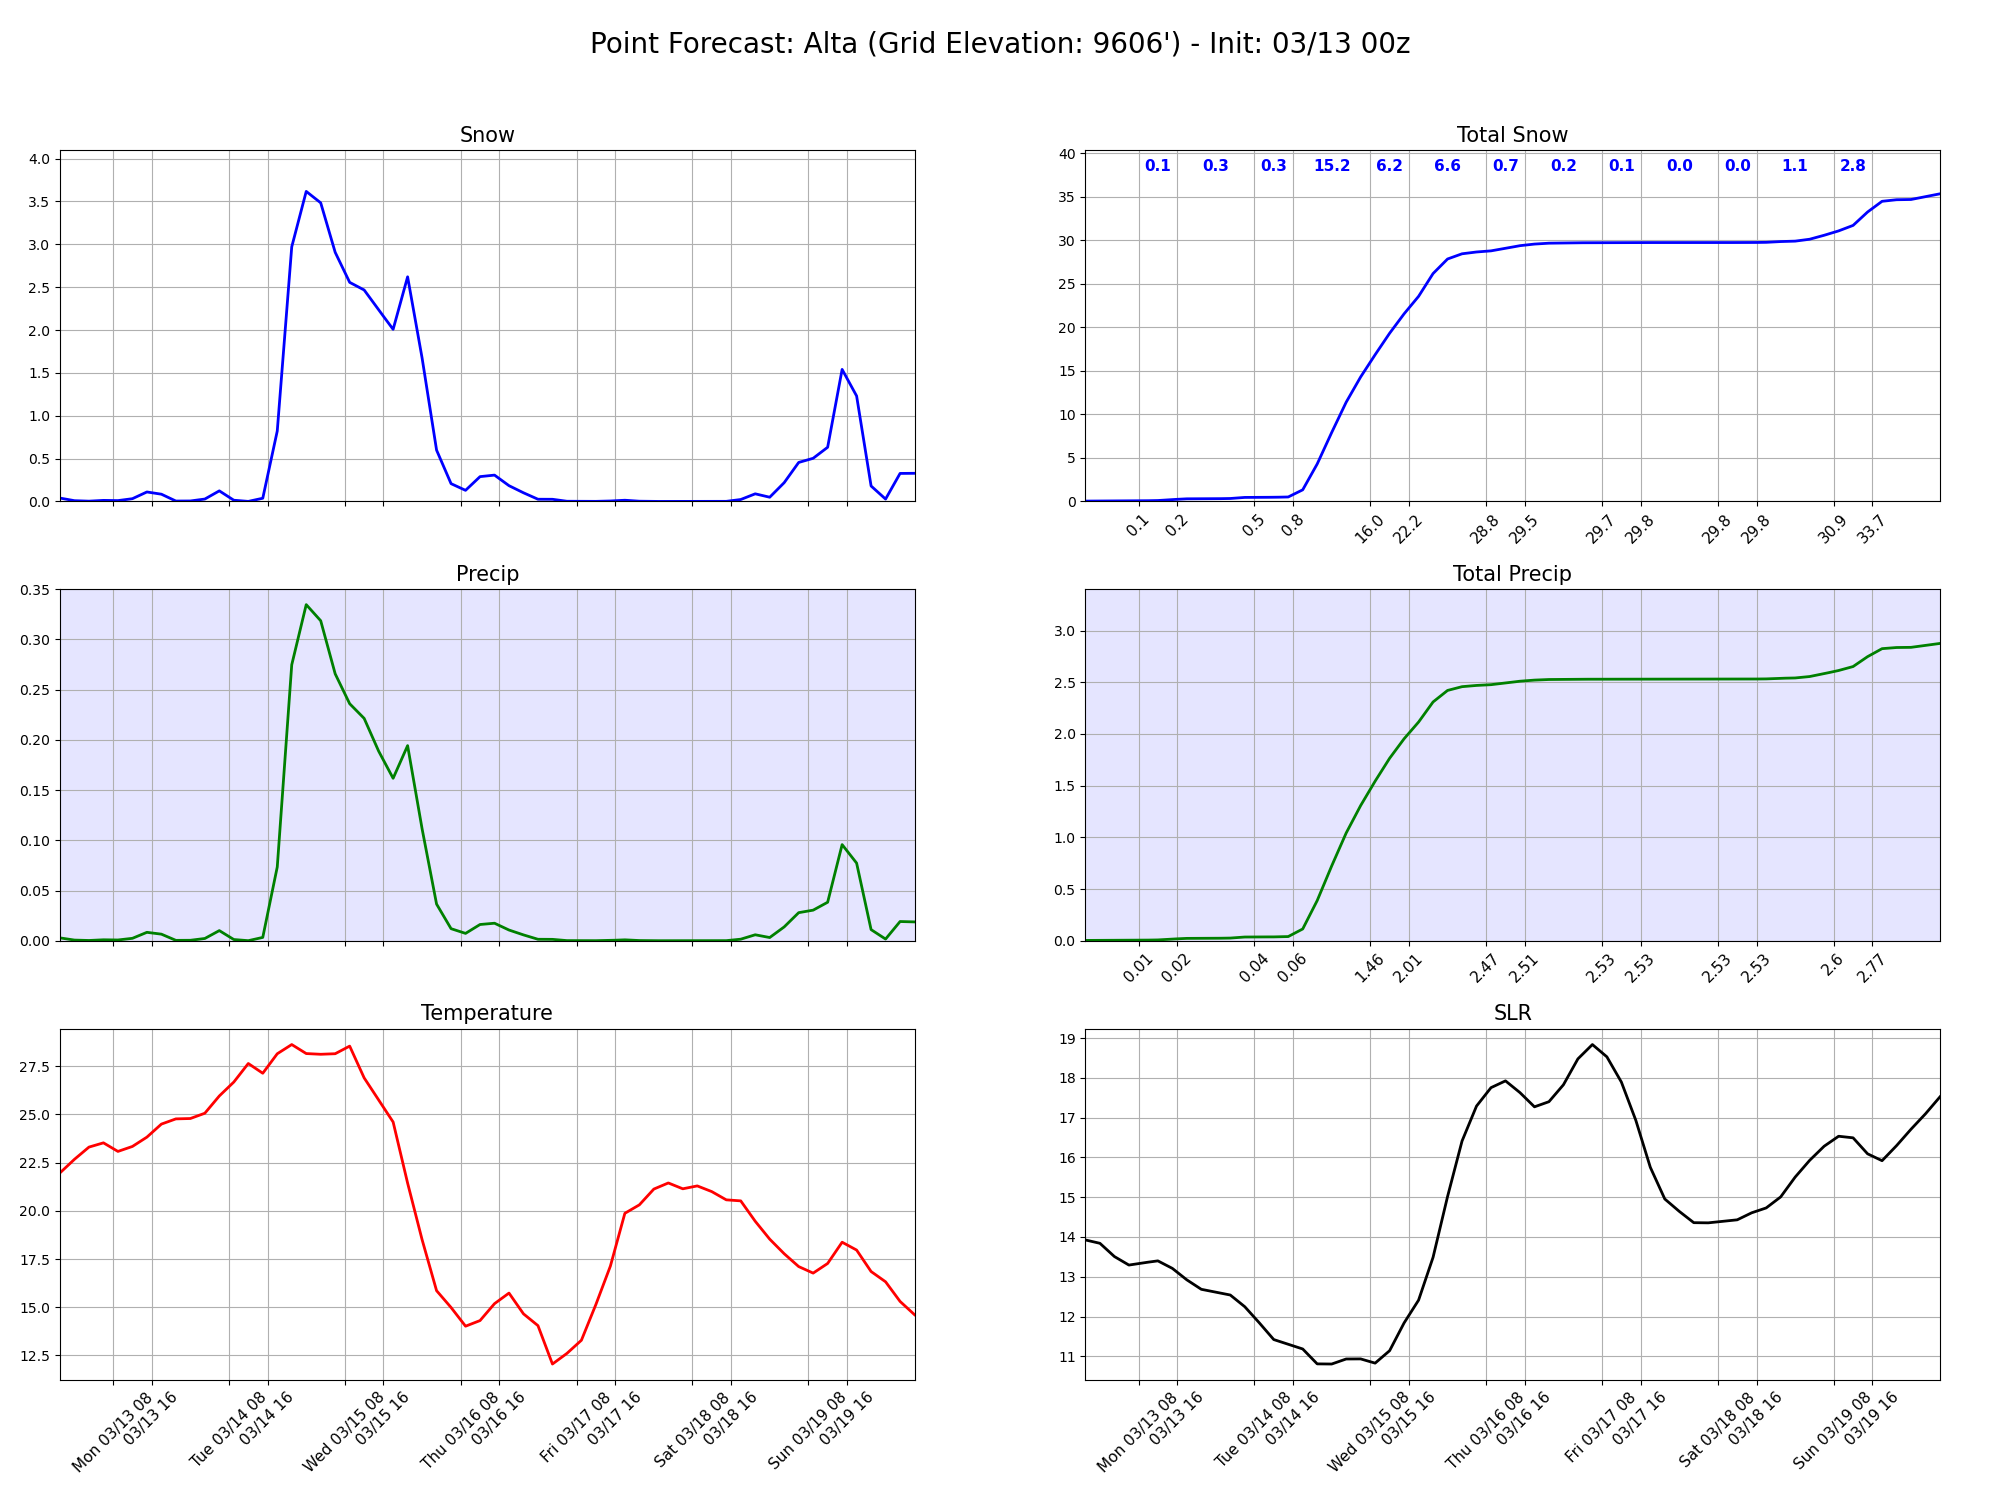 Point Forecast: Alta (Grid Elevation: 9606') - Init: 03/13 00z
Snow
4.0
3.5
3.0
2.5
2.0
1.5
1.0
0.5
0.0
Total Snow
0.1 0.3 0.3 15.2 6.2 6.6 0.7 0.2 0.1 0.0 0.0 1.1 2.8
40
35
30
25
20
15
10
5
0
0.1 0.2 0.5 0.8 16.0 22.2 28.8 29.5 29.7 29.8 29.8 29.8 30.9 33.7
Precip
0.35
0.30
0.25
0.20
0.15
0.10
0.05
0.00
Total Precip
3.0
2.5
2.0
1.5
1.0
0.5
0.0
0.01 0.02 0.04 0.06 1.46 2.01 2.47 2.51 2.53 2.53 2.53 2.53 2.6 2.77
Temperature
27.5
25.0
22.5
20.0
17.5
15.0
12.5
Mon 03/13 08
03/13 16
Tue 03/14 08
03/14 16
Wed 03/15 08
03/15 16
Thu 03/16 08
03/16 16
Fri 03/17 08
03/17 16
Sat 03/18 08
03/18 16
Sun 03/19 08
03/19 16
SLR
19
18
17
16
15
14
13
12
11
Mon 03/13 08
03/13 16
Tue 03/14 08
03/14 16
Wed 03/15 08
03/15 16
Thu 03/16 08
03/16 16
Fri 03/17 08
03/17 16
Sat 03/18 08
03/18 16
Sun 03/19 08
03/19 16